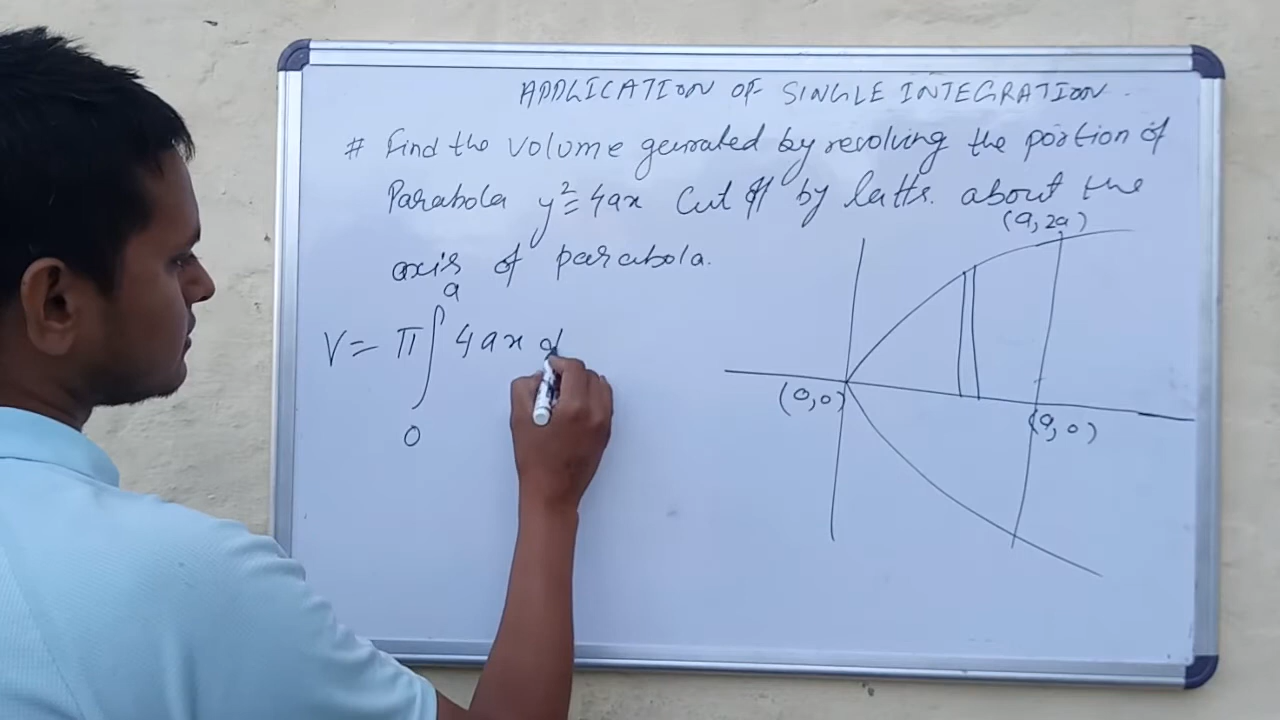 APPLICATION OF SINGLE INTEGRATION.
# Find the volume genrated by revolving the portion of
Parabola y² = 4ax Cut off by latts. about the
axis of parabola.
(a, 2a)
a
V = π∫ 4ax d
0
(0,0)
(a, 0)